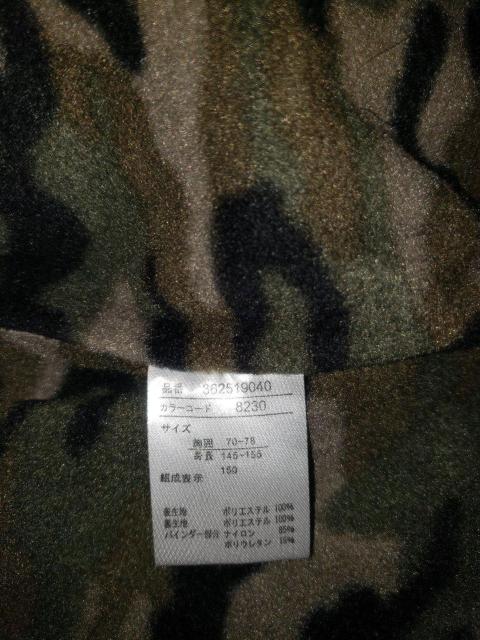 品番 362519040
カラーコード 8230
サイズ
胸囲 70-78
身長 145-155
150
組成表示
表生地 ポリエステル 100%
裏生地 ポリエステル 100%
バインダー部分 ナイロン 85%
ポリウレタン 15%